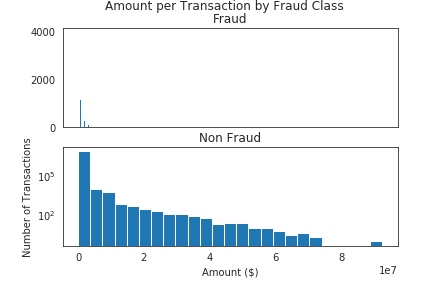 Amount per Transaction by Fraud Class
Fraud
4000
2000
0
Non Fraud
Number of Transactions
10^5
10^2
0 2 4 6 8
Amount ($)
1e7